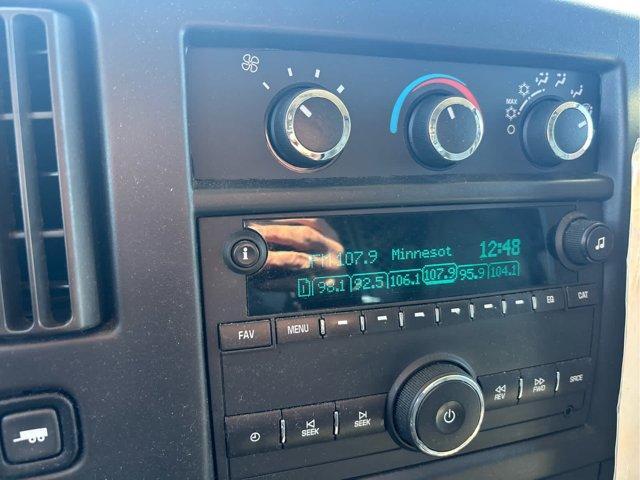 MAX
FM 107.9 Minnesot 12:48
1 98.1 92.5 106.1 107.9 95.9 104.1
FAV MENU EQ CAT
SEEK SEEK REV FWD SRCE